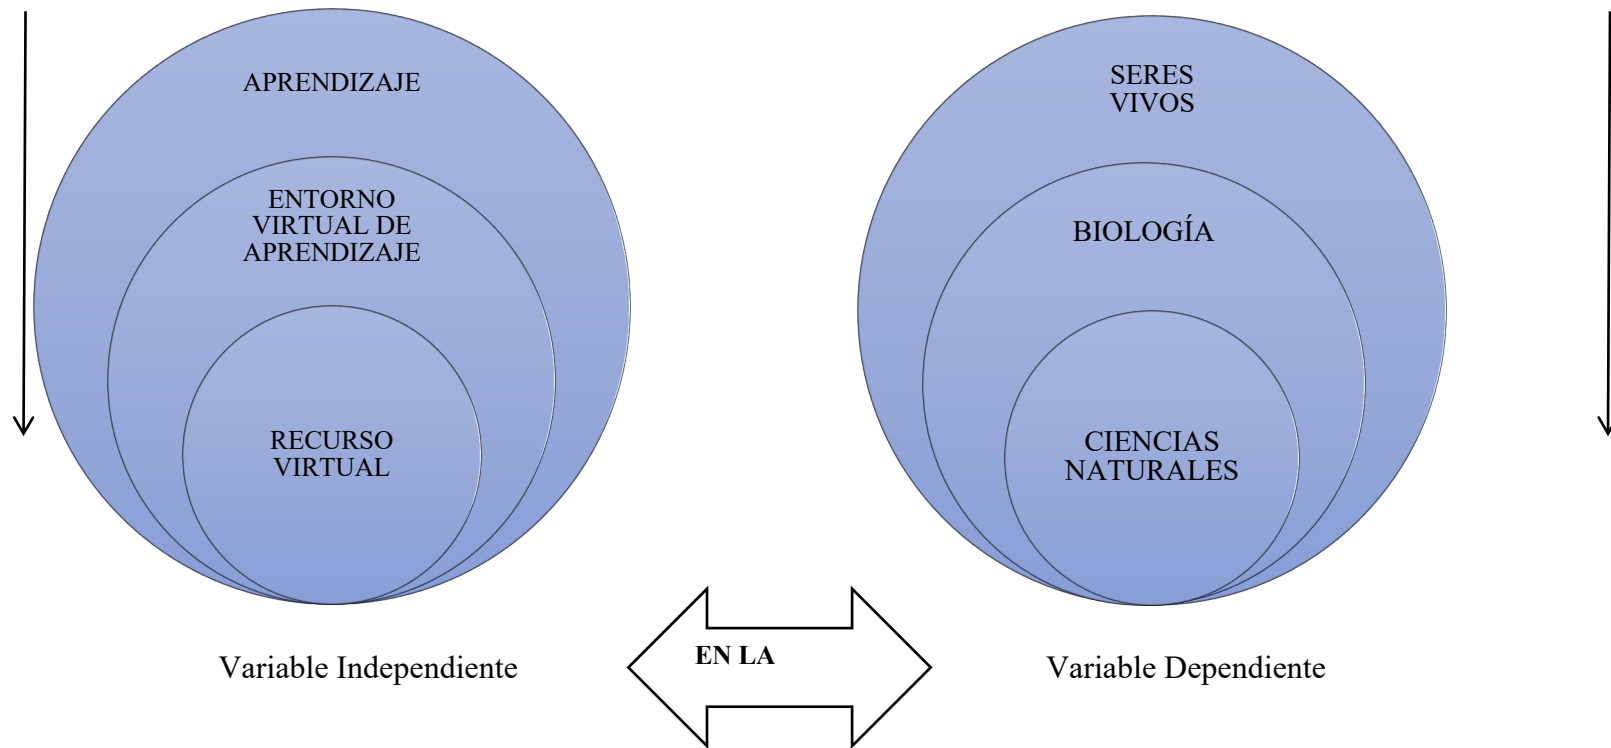 APRENDIZAJE
ENTORNO
VIRTUAL DE
APRENDIZAJE
RECURSO
VIRTUAL
SERES
VIVOS
BIOLOGÍA
CIENCIAS
NATURALES
Variable Independiente
EN LA
Variable Dependiente